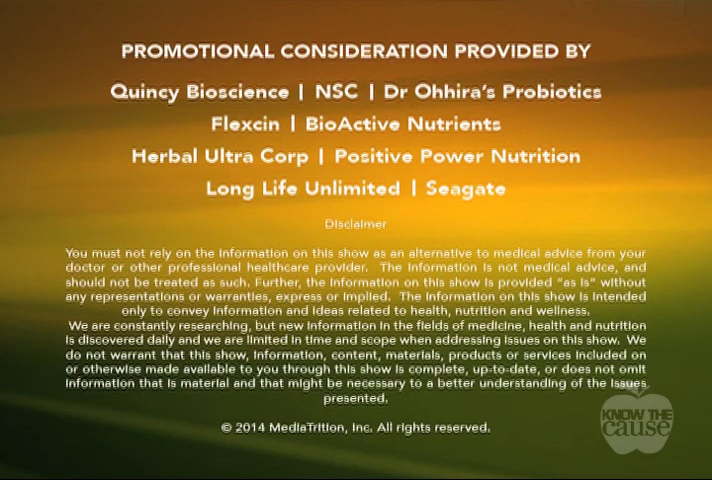 PROMOTIONAL CONSIDERATION PROVIDED BY
Quincy Bioscience | NSC | Dr Ohhira's Probiotics
Flexcin | BioActive Nutrients
Herbal Ultra Corp | Positive Power Nutrition
Long Life Unlimited | Seagate
Disclaimer
You must not rely on the information on this show as an alternative to medical advice from your
doctor or other professional healthcare provider. The information is not medical advice, and
should not be treated as such. Further, the information on this show is provided "as is" without
any representations or warranties, express or implied. The information on this show is intended
only to convey information and ideas related to health, nutrition and wellness.
We are constantly researching, but new information in the fields of medicine, health and nutrition
is discovered daily and we are limited in time and scope when addressing issues on this show. We
do not warrant that this show, information, content, materials, products or services included on
or otherwise made available to you through this show is complete, up-to-date, or does not omit
information that is material and that might be necessary to a better understanding of the issues
presented.
© 2014 MediaTrition, Inc. All rights reserved.
KNOW THE
cause